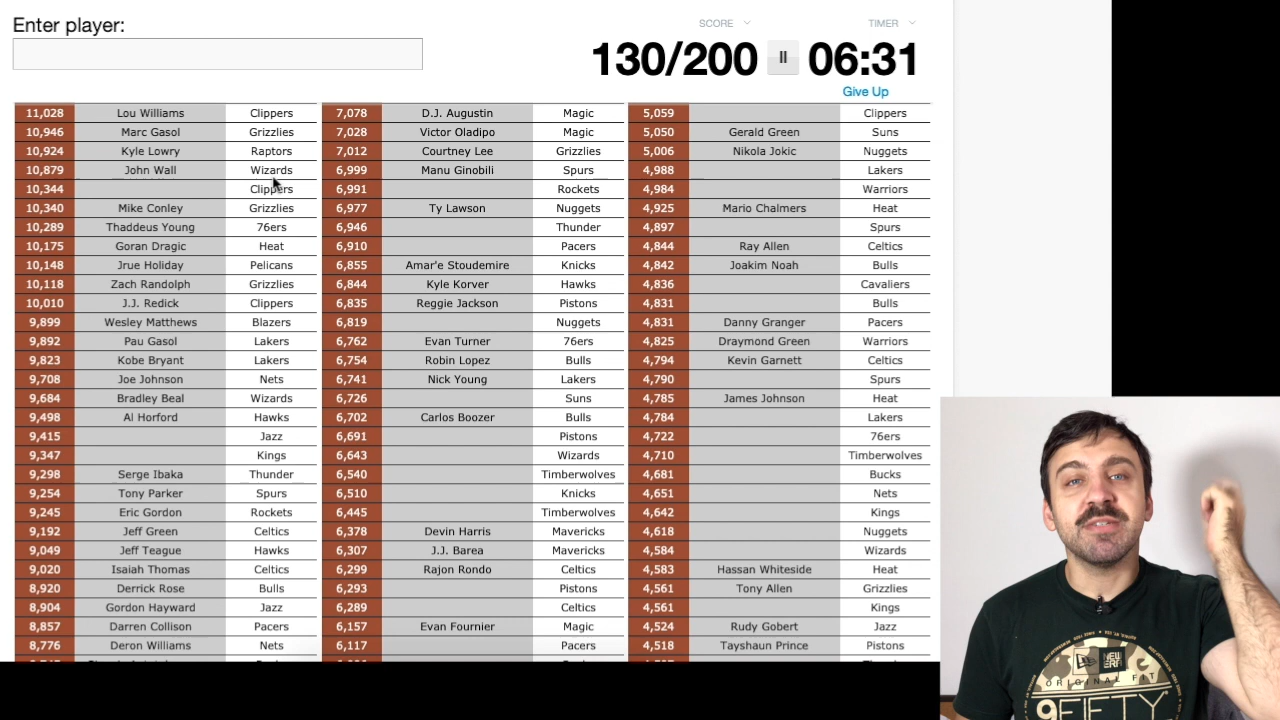 Enter player:
SCORE
TIMER
130/200
06:31
Give Up
11,028 Lou Williams Clippers
10,946 Marc Gasol Grizzlies
10,924 Kyle Lowry Raptors
10,879 John Wall Wizards
10,344 Clippers
10,340 Mike Conley Grizzlies
10,289 Thaddeus Young 76ers
10,175 Goran Dragic Heat
10,148 Jrue Holiday Pelicans
10,118 Zach Randolph Grizzlies
10,010 J.J. Redick Clippers
9,899 Wesley Matthews Blazers
9,892 Pau Gasol Lakers
9,823 Kobe Bryant Lakers
9,708 Joe Johnson Nets
9,684 Bradley Beal Wizards
9,498 Al Horford Hawks
9,415 Jazz
9,347 Kings
9,298 Serge Ibaka Thunder
9,254 Tony Parker Spurs
9,245 Eric Gordon Rockets
9,192 Jeff Green Celtics
9,049 Jeff Teague Hawks
9,020 Isaiah Thomas Celtics
8,920 Derrick Rose Bulls
8,904 Gordon Hayward Jazz
8,857 Darren Collison Pacers
8,776 Deron Williams Nets
7,078 D.J. Augustin Magic
7,028 Victor Oladipo Magic
7,012 Courtney Lee Grizzlies
6,999 Manu Ginobili Spurs
6,991 Rockets
6,977 Ty Lawson Nuggets
6,946 Thunder
6,910 Pacers
6,855 Amar'e Stoudemire Knicks
6,844 Kyle Korver Hawks
6,835 Reggie Jackson Pistons
6,819 Nuggets
6,762 Evan Turner 76ers
6,754 Robin Lopez Bulls
6,741 Nick Young Lakers
6,726 Suns
6,702 Carlos Boozer Bulls
6,691 Pistons
6,643 Wizards
6,540 Timberwolves
6,510 Knicks
6,445 Timberwolves
6,378 Devin Harris Mavericks
6,307 J.J. Barea Mavericks
6,299 Rajon Rondo Celtics
6,293 Pistons
6,289 Celtics
6,157 Evan Fournier Magic
6,117 Pacers
5,059 Clippers
5,050 Gerald Green Suns
5,006 Nikola Jokic Nuggets
4,988 Lakers
4,984 Warriors
4,925 Mario Chalmers Heat
4,897 Spurs
4,844 Ray Allen Celtics
4,842 Joakim Noah Bulls
4,836 Cavaliers
4,831 Bulls
4,831 Danny Granger Pacers
4,825 Draymond Green Warriors
4,794 Kevin Garnett Celtics
4,790 Spurs
4,785 James Johnson Heat
4,784 Lakers
4,722 76ers
4,710 Timberwolves
4,681 Bucks
4,651 Nets
4,642 Kings
4,618 Nuggets
4,584 Wizards
4,583 Hassan Whiteside Heat
4,561 Tony Allen Grizzlies
4,561 Kings
4,524 Rudy Gobert Jazz
4,518 Tayshaun Prince Pistons
NEW ERA
ORIGINAL FIT
9FIFTY